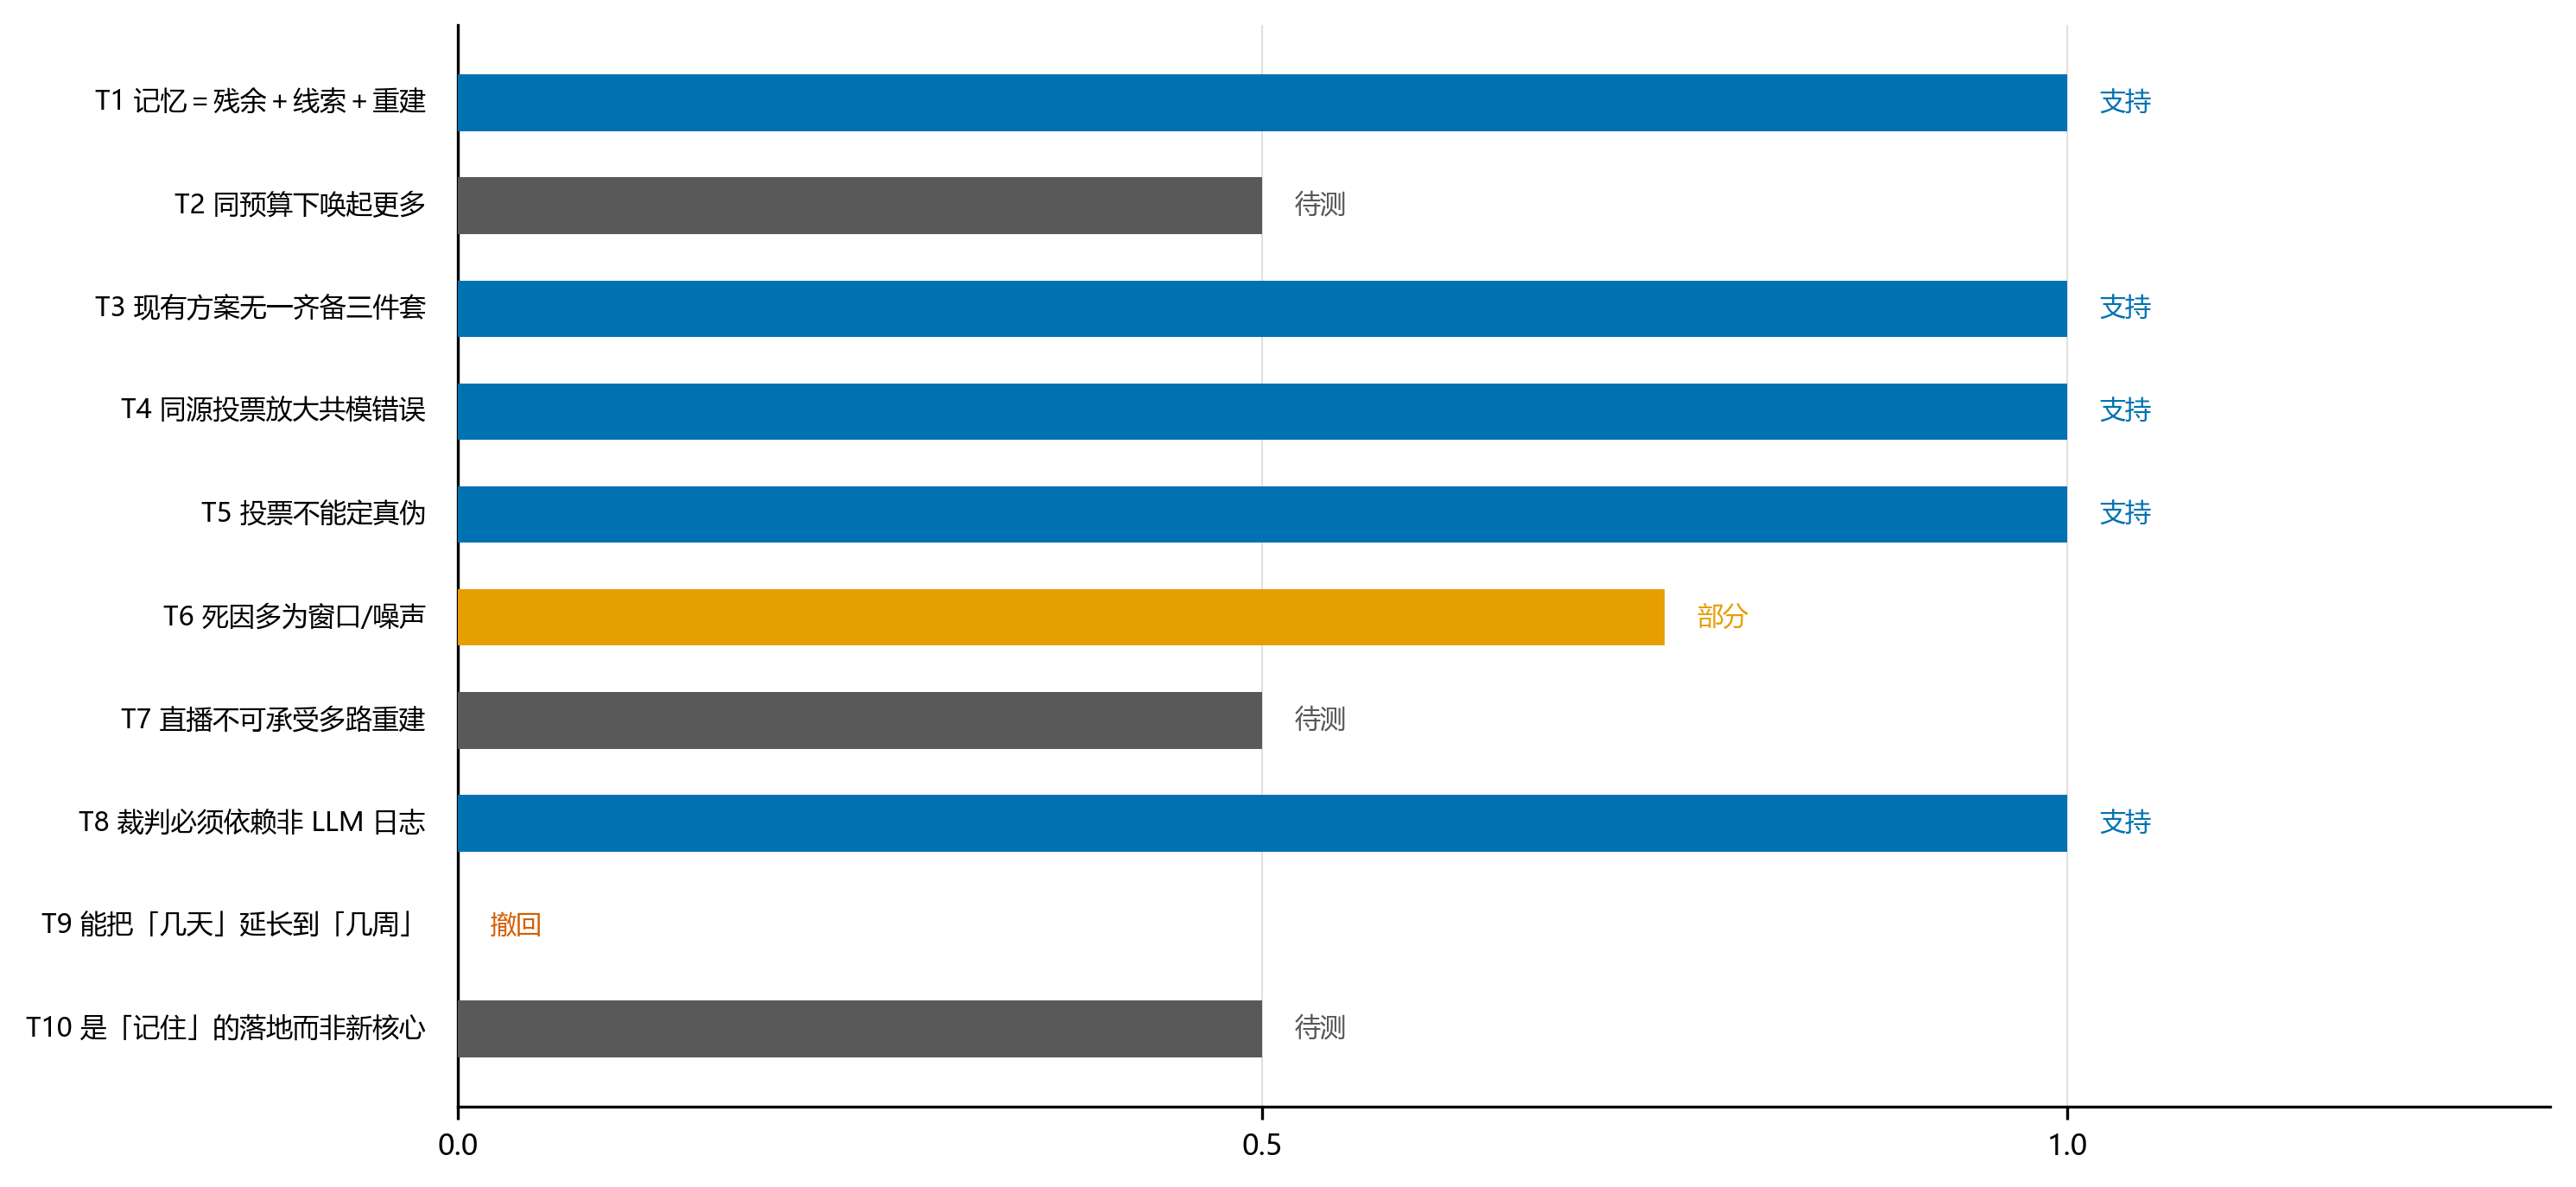 T1 记忆＝残余＋线索＋重建 支持
T2 同预算下唤起更多 待测
T3 现有方案无一齐备三件套 支持
T4 同源投票放大共模错误 支持
T5 投票不能定真伪 支持
T6 死因多为窗口/噪声 部分
T7 直播不可承受多路重建 待测
T8 裁判必须依赖非 LLM 日志 支持
T9 能把「几天」延长到「几周」 撤回
T10 是「记住」的落地而非新核心 待测
0.0 0.5 1.0